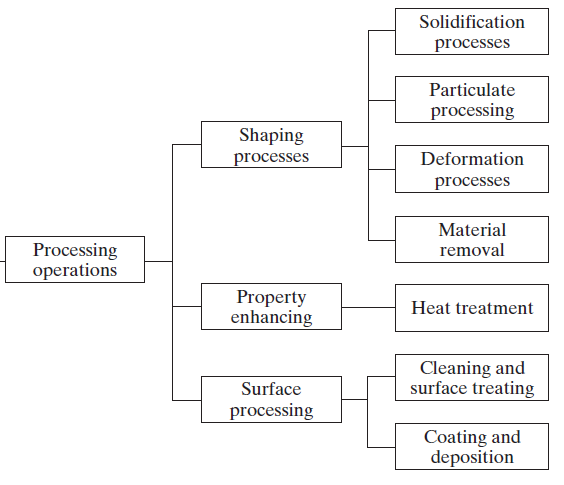 Solidification
processes
Particulate
processing
Shaping
processes
Deformation
processes
Material
removal
Processing
operations
Property
enhancing
Heat treatment
Cleaning and
surface treating
Surface
processing
Coating and
deposition